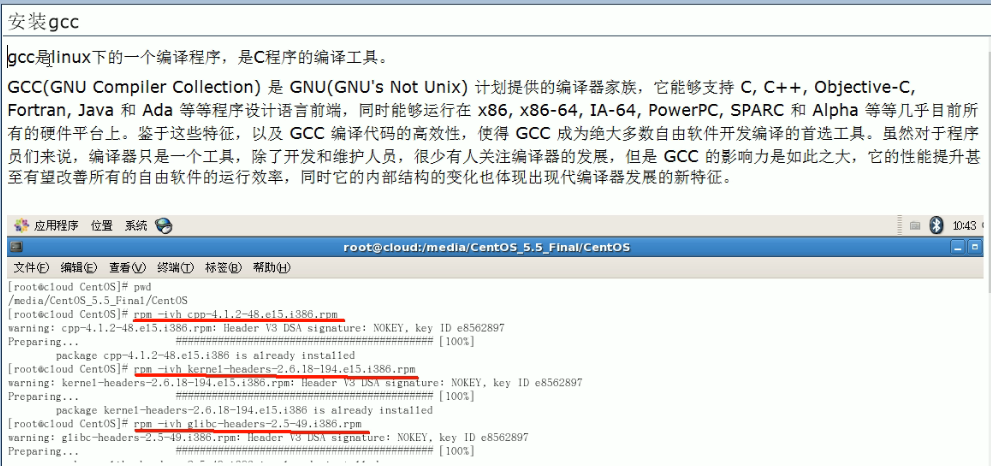 安装gcc
gcc是linux下的一个编译程序，是C程序的编译工具。
GCC(GNU Compiler Collection) 是 GNU(GNU's Not Unix) 计划提供的编译器家族，它能够支持 C, C++, Objective-C,
Fortran, Java 和 Ada 等等程序设计语言前端，同时能够运行在 x86, x86-64, IA-64, PowerPC, SPARC 和 Alpha 等等几乎目前所
有的硬件平台上。鉴于这些特征，以及 GCC 编译代码的高效性，使得 GCC 成为绝大多数自由软件开发编译的首选工具。虽然对于程序
员们来说，编译器只是一个工具，除了开发和维护人员，很少有人关注编译器的发展，但是 GCC 的影响力是如此之大，它的性能提升甚
至有望改善所有的自由软件的运行效率，同时它的内部结构的变化也体现出现代编译器发展的新特征。
应用程序 位置 系统 10:43
root@cloud:/media/CentOS_5.5_Final/CentOS
文件(F) 编辑(E) 查看(V) 终端(T) 标签(B) 帮助(H)
[root@cloud CentOS]# pwd
/media/CentOS_5.5_Final/CentOS
[root@cloud CentOS]# rpm -ivh cpp-4.1.2-48.el5.i386.rpm
warning: cpp-4.1.2-48.el5.i386.rpm: Header V3 DSA signature: NOKEY, key ID e8562897
Preparing... ########################################### [100%]
package cpp-4.1.2-48.el5.i386 is already installed
[root@cloud CentOS]# rpm -ivh kernel-headers-2.6.18-194.el5.i386.rpm
warning: kernel-headers-2.6.18-194.el5.i386.rpm: Header V3 DSA signature: NOKEY, key ID e8562897
Preparing... ########################################### [100%]
package kernel-headers-2.6.18-194.el5.i386 is already installed
[root@cloud CentOS]# rpm -ivh glibc-headers-2.5-49.i386.rpm
warning: glibc-headers-2.5-49.i386.rpm: Header V3 DSA signature: NOKEY, key ID e8562897
Preparing... ########################################### [100%]